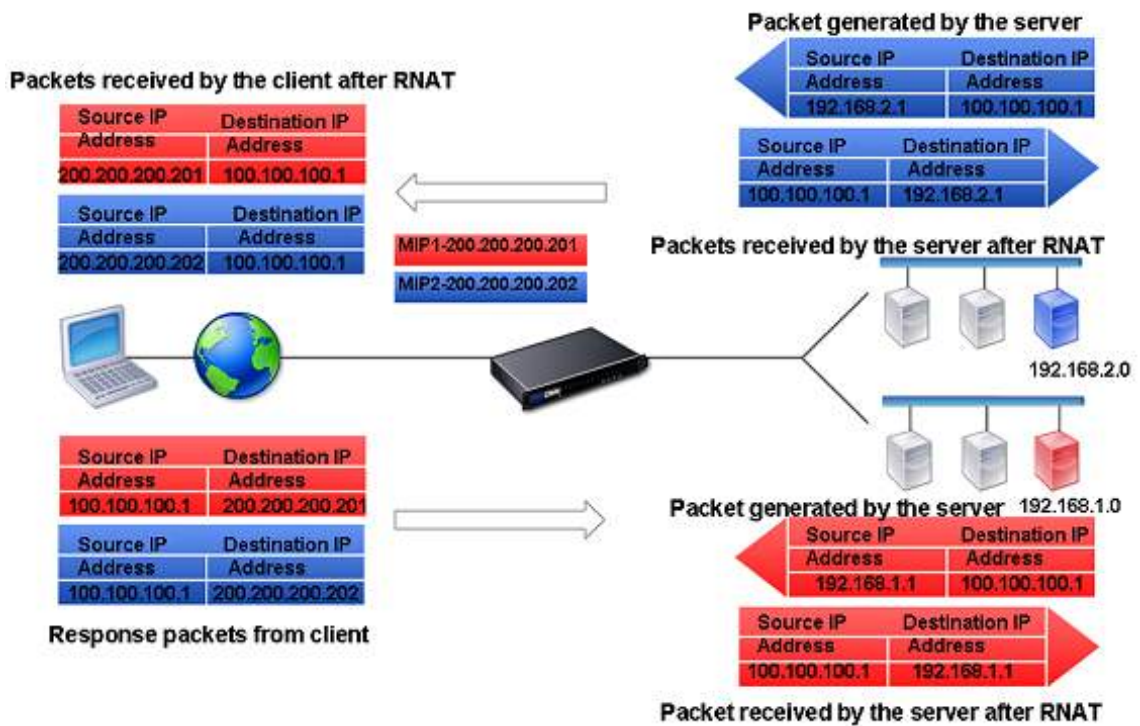 Packet generated by the server
Source IP Destination IP
Address Address
192.168.2.1 100.100.100.1
Source IP Destination IP
Address Address
100.100.100.1 192.168.2.1
Packets received by the server after RNAT
192.168.2.0
Packets received by the client after RNAT
Source IP Destination IP
Address Address
200.200.200.201 100.100.100.1
Source IP Destination IP
Address Address
200.200.200.202 100.100.100.1
MIP1-200.200.200.201
MIP2-200.200.200.202
Source IP Destination IP
Address Address
100.100.100.1 200.200.200.201
Source IP Destination IP
Address Address
100.100.100.1 200.200.200.202
Response packets from client
192.168.1.0
Packet generated by the server
Source IP Destination IP
Address Address
192.168.1.1 100.100.100.1
Source IP Destination IP
Address Address
100.100.100.1 192.168.1.1
Packet received by the server after RNAT